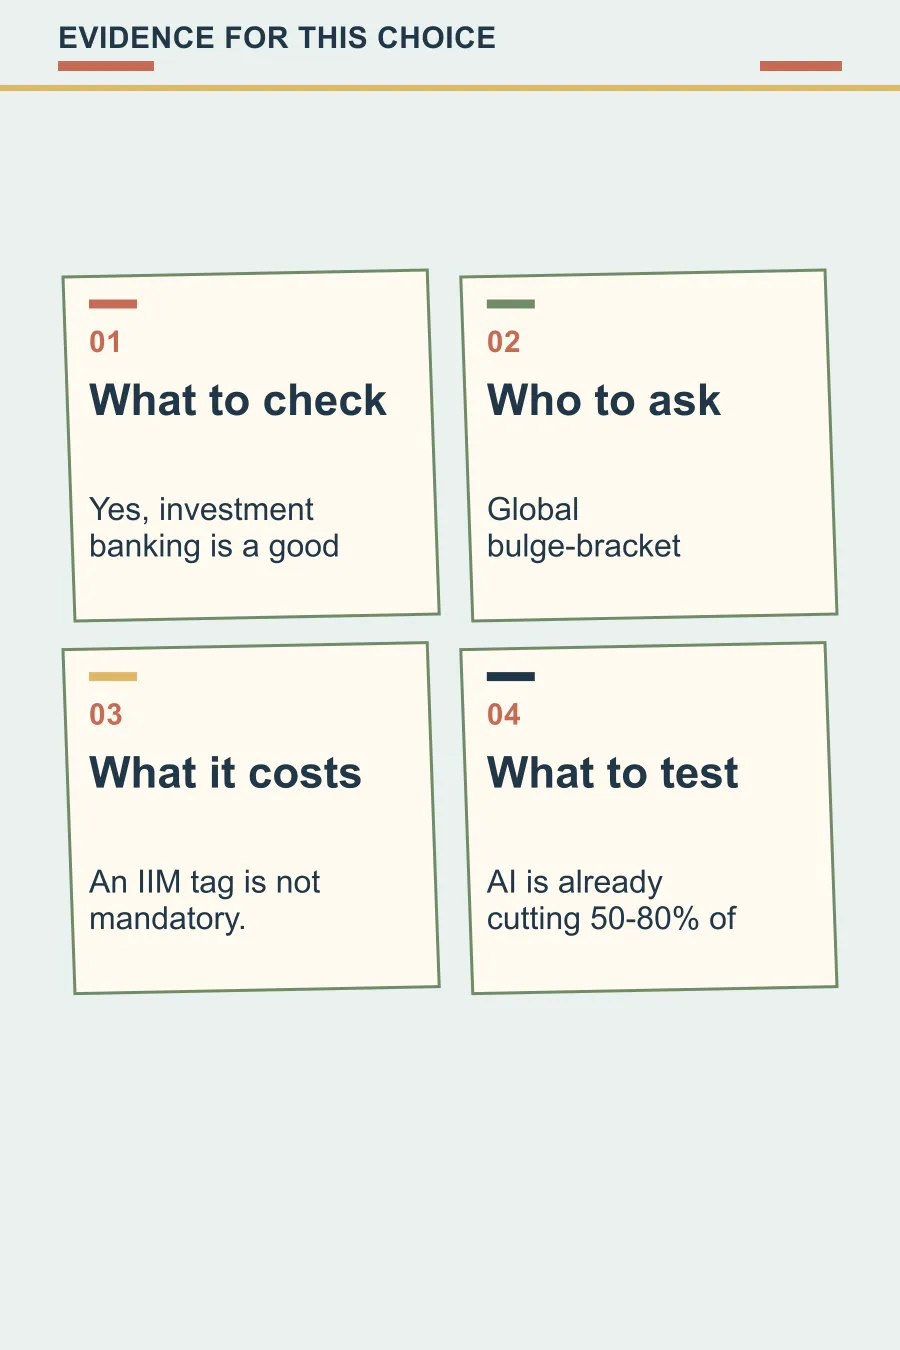 EVIDENCE FOR THIS CHOICE
01
What to check
Yes, investment
banking is a good
02
Who to ask
Global
bulge-bracket
03
What it costs
An IIM tag is not
mandatory.
04
What to test
AI is already
cutting 50-80% of